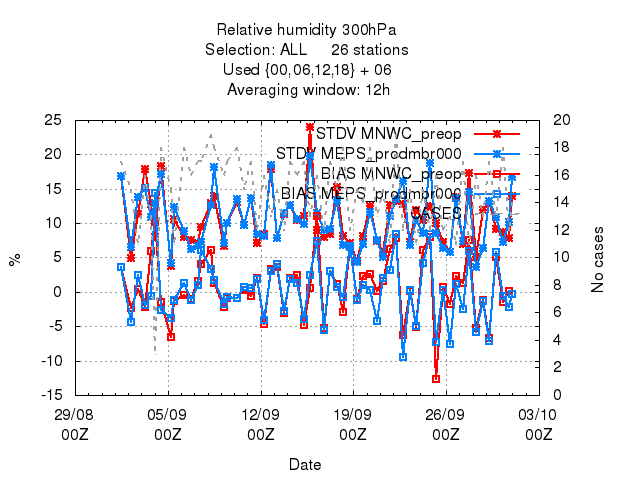 Relative humidity 300hPa
Selection: ALL 26 stations
Used {00,06,12,18} + 06
Averaging window: 12h
25 20
STDV MNWC_preop
20 18
STDV MEPS_prodmbr000
BIAS MNWC_preop
15 16
BIAS MEPS_prodmbr000
CASES
14
10 12
5 10
%
No cases
0 8
-5 6
4
-10 2
-15 0
29/08 05/09 12/09 19/09 26/09 03/10
00Z 00Z 00Z 00Z 00Z 00Z
Date